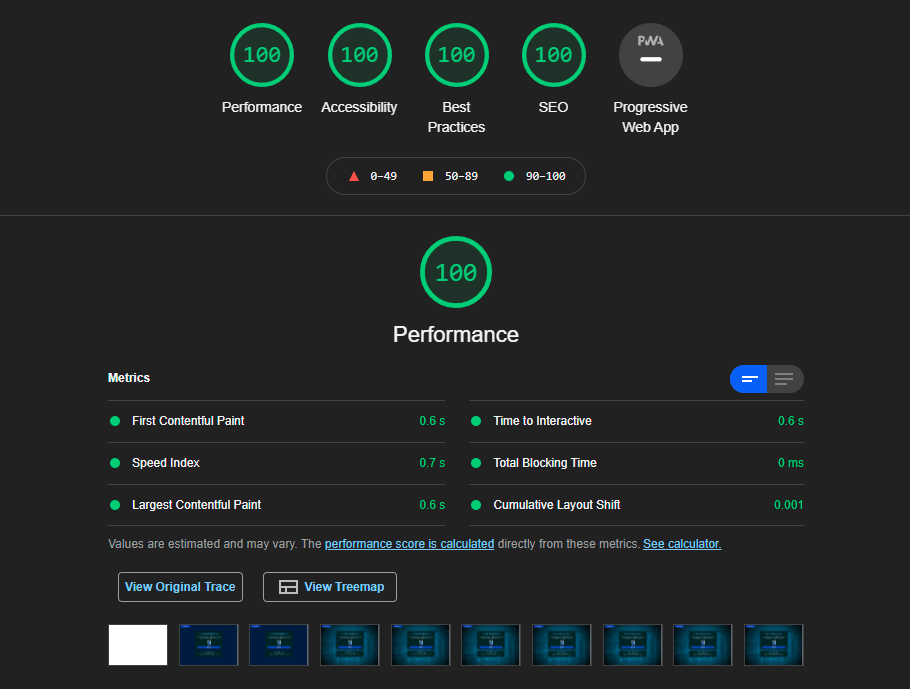 100 100 100 100 PWA
Performance Accessibility Best Practices SEO Progressive Web App
0–49 50–89 90–100
100
Performance
Metrics
First Contentful Paint 0.6 s
Time to Interactive 0.6 s
Speed Index 0.7 s
Total Blocking Time 0 ms
Largest Contentful Paint 0.6 s
Cumulative Layout Shift 0.001
Values are estimated and may vary. The performance score is calculated directly from these metrics. See calculator.
View Original Trace View Treemap